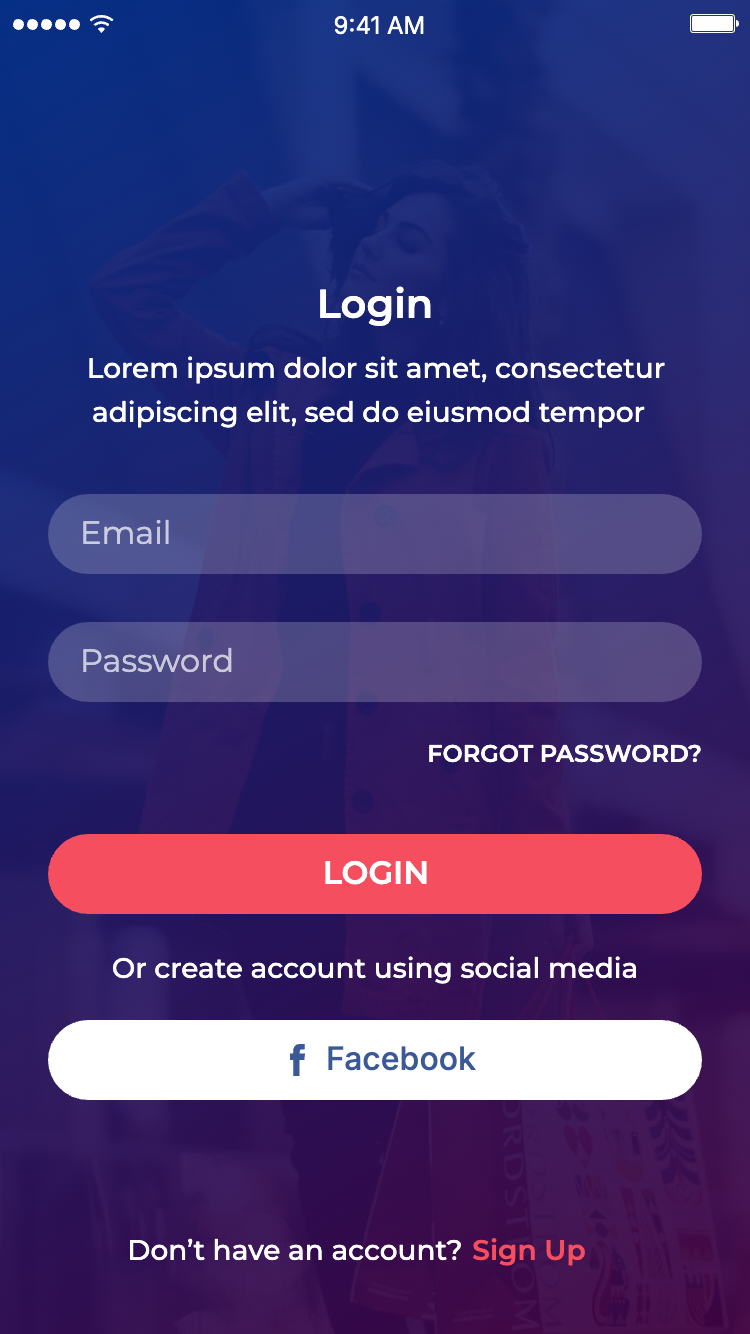 9:41 AM
Login
Lorem ipsum dolor sit amet, consectetur
adipiscing elit, sed do eiusmod tempor
Email
Password
FORGOT PASSWORD?
LOGIN
Or create account using social media
f Facebook
Don’t have an account? Sign Up